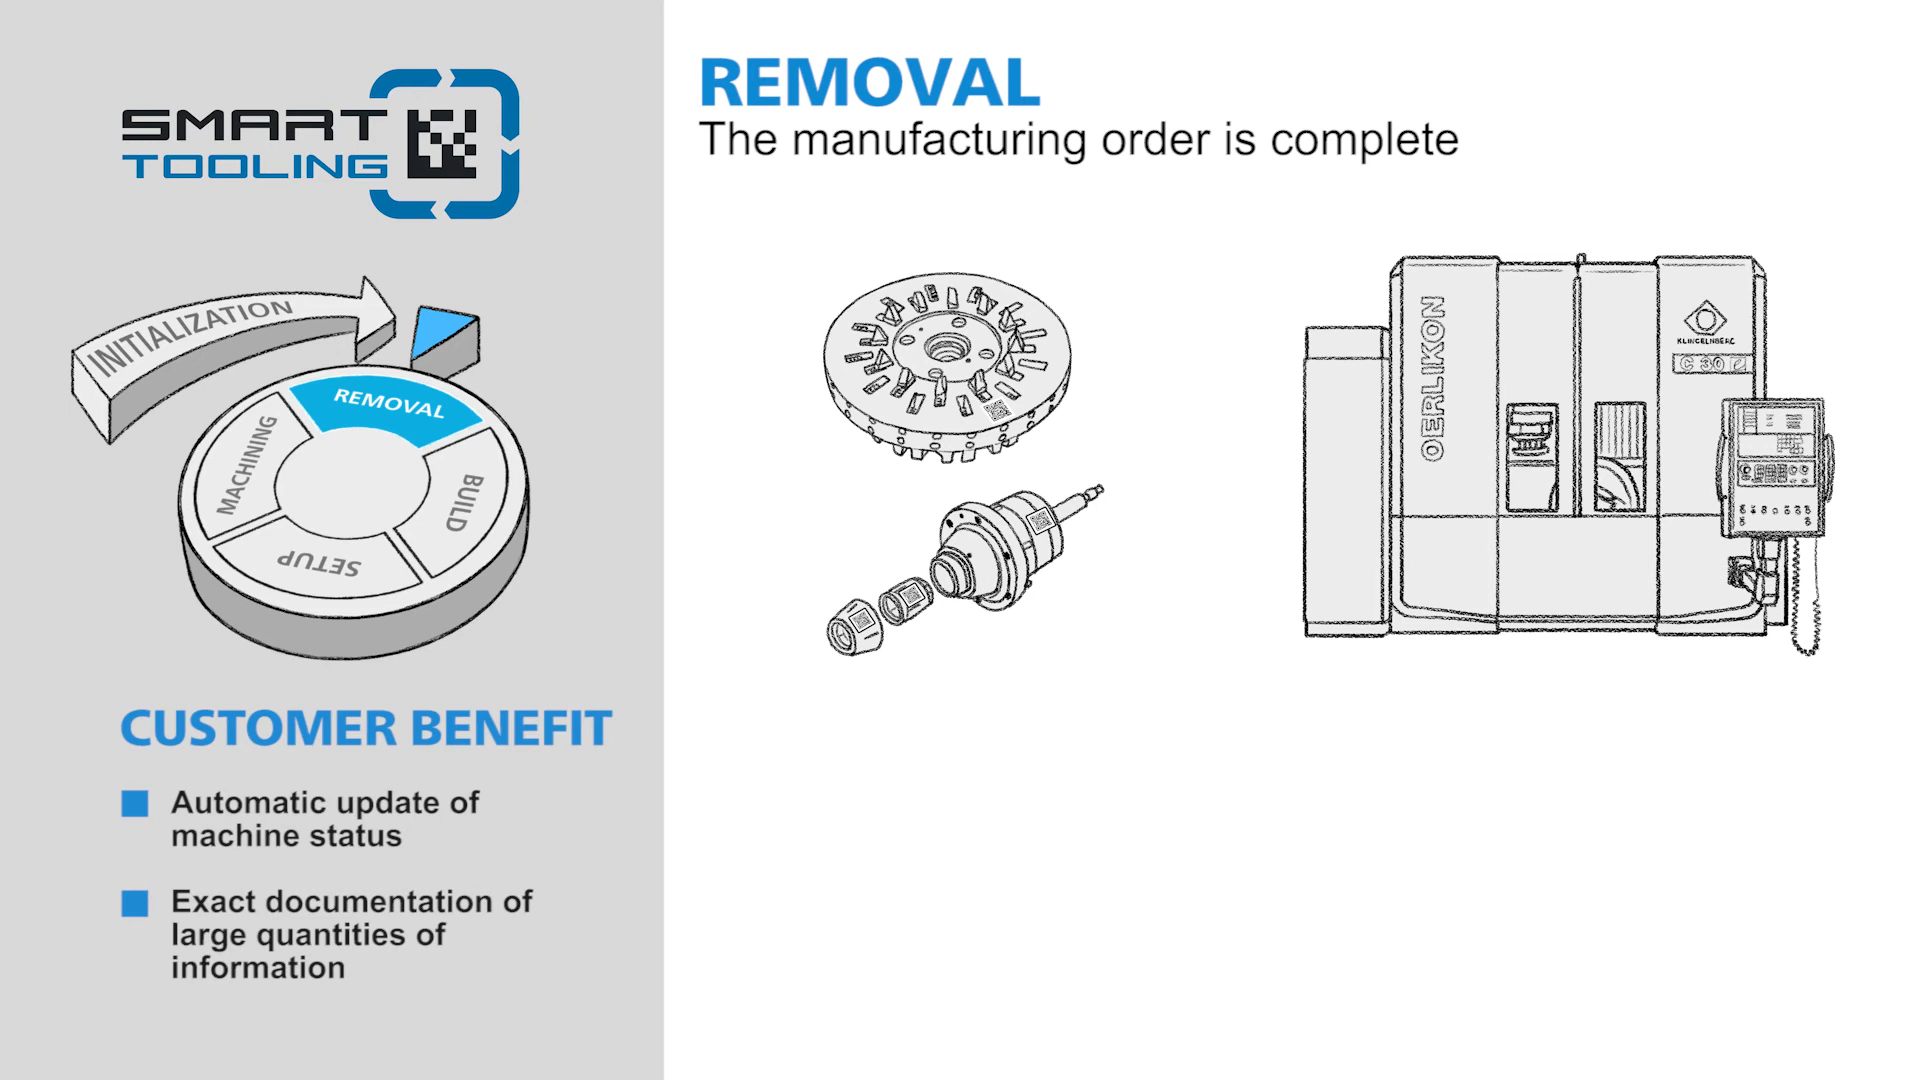 SMART
TOOLING
INITIALIZATION
REMOVAL
MACHINING
BUILD
SETUP
CUSTOMER BENEFIT
Automatic update of
machine status
Exact documentation of
large quantities of
information
REMOVAL
The manufacturing order is complete
OERLIKON
KLINGELNBERG
C 30